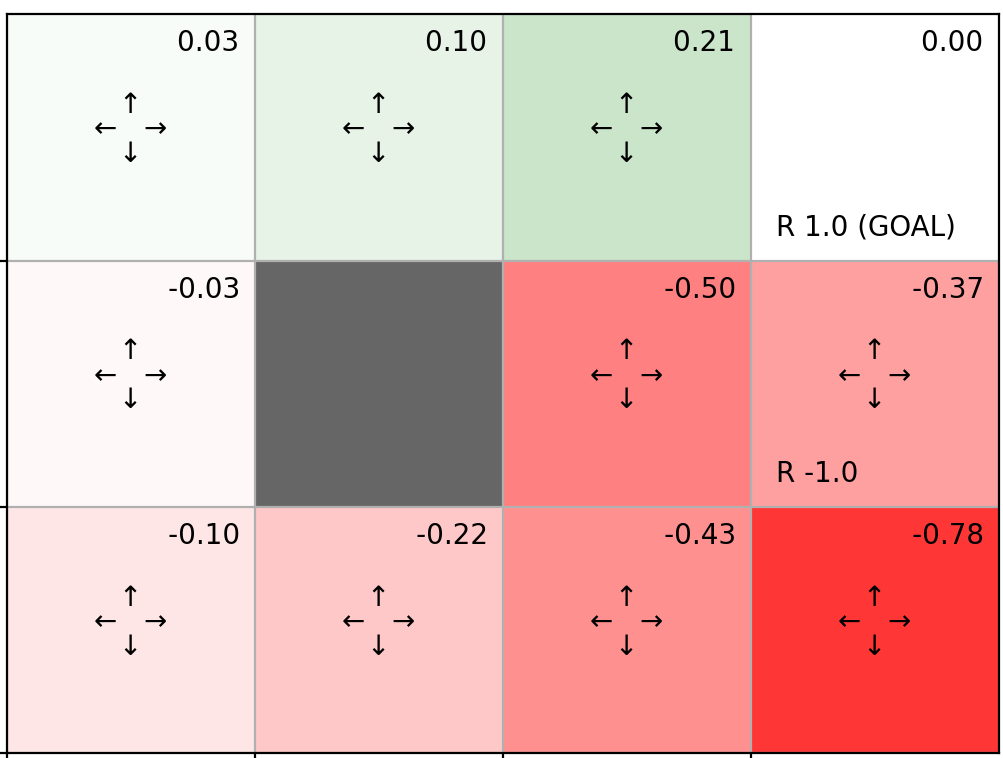 0.03 0.10 0.21 0.00
↑ ↑ ↑
← → ← → ← →
↓ ↓ ↓
R 1.0 (GOAL)
-0.03 -0.50 -0.37
↑ ↑ ↑
← → ← → ← →
↓ ↓ ↓
R -1.0
-0.10 -0.22 -0.43 -0.78
↑ ↑ ↑ ↑
← → ← → ← → ← →
↓ ↓ ↓ ↓